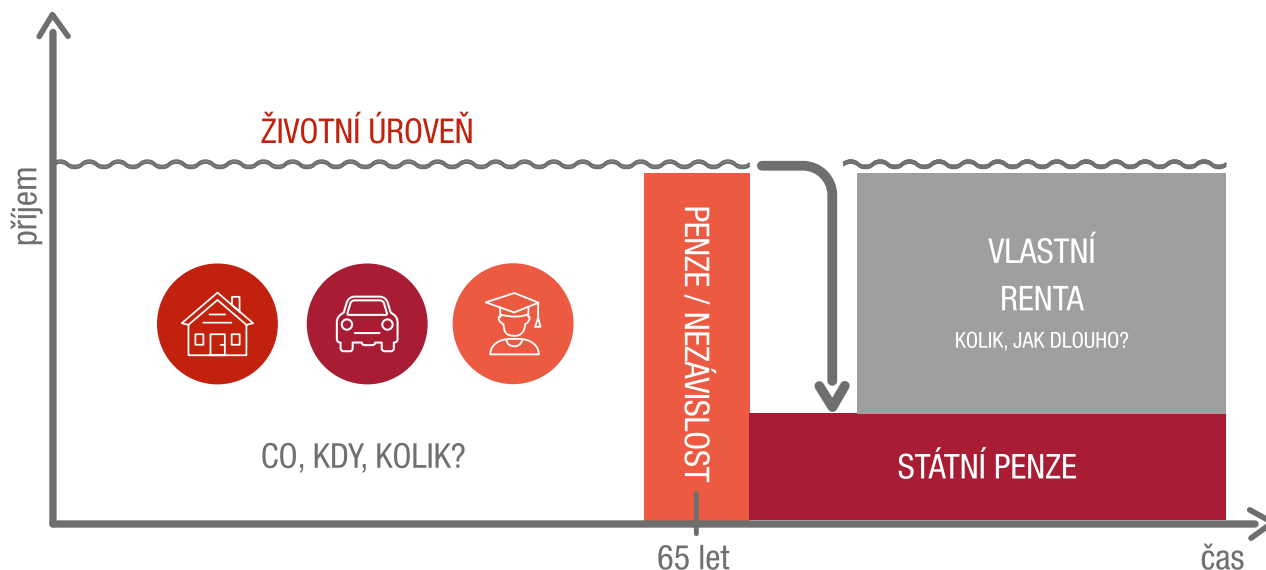 ŽIVOTNÍ ÚROVEŇ
příjem
CO, KDY, KOLIK?
PENZE / NEZÁVISLOST
VLASTNÍ
RENTA
KOLIK, JAK DLOUHO?
STÁTNÍ PENZE
65 let
čas